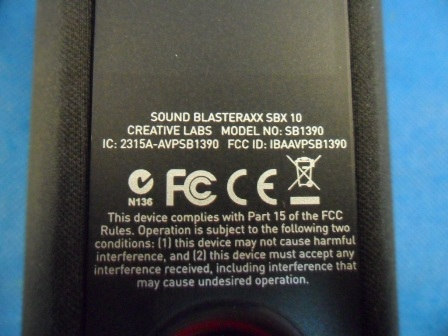 SOUND BLASTERAXX SBX 10
CREATIVE LABS MODEL NO: SB1390
IC: 2315A-AVPSB1390 FCC ID: IBAAVPSB1390
N136 FC CE
This device complies with Part 15 of the FCC
Rules. Operation is subject to the following two
conditions: (1) this device may not cause harmful
interference, and (2) this device must accept any
interference received, including interference that
may cause undesired operation.